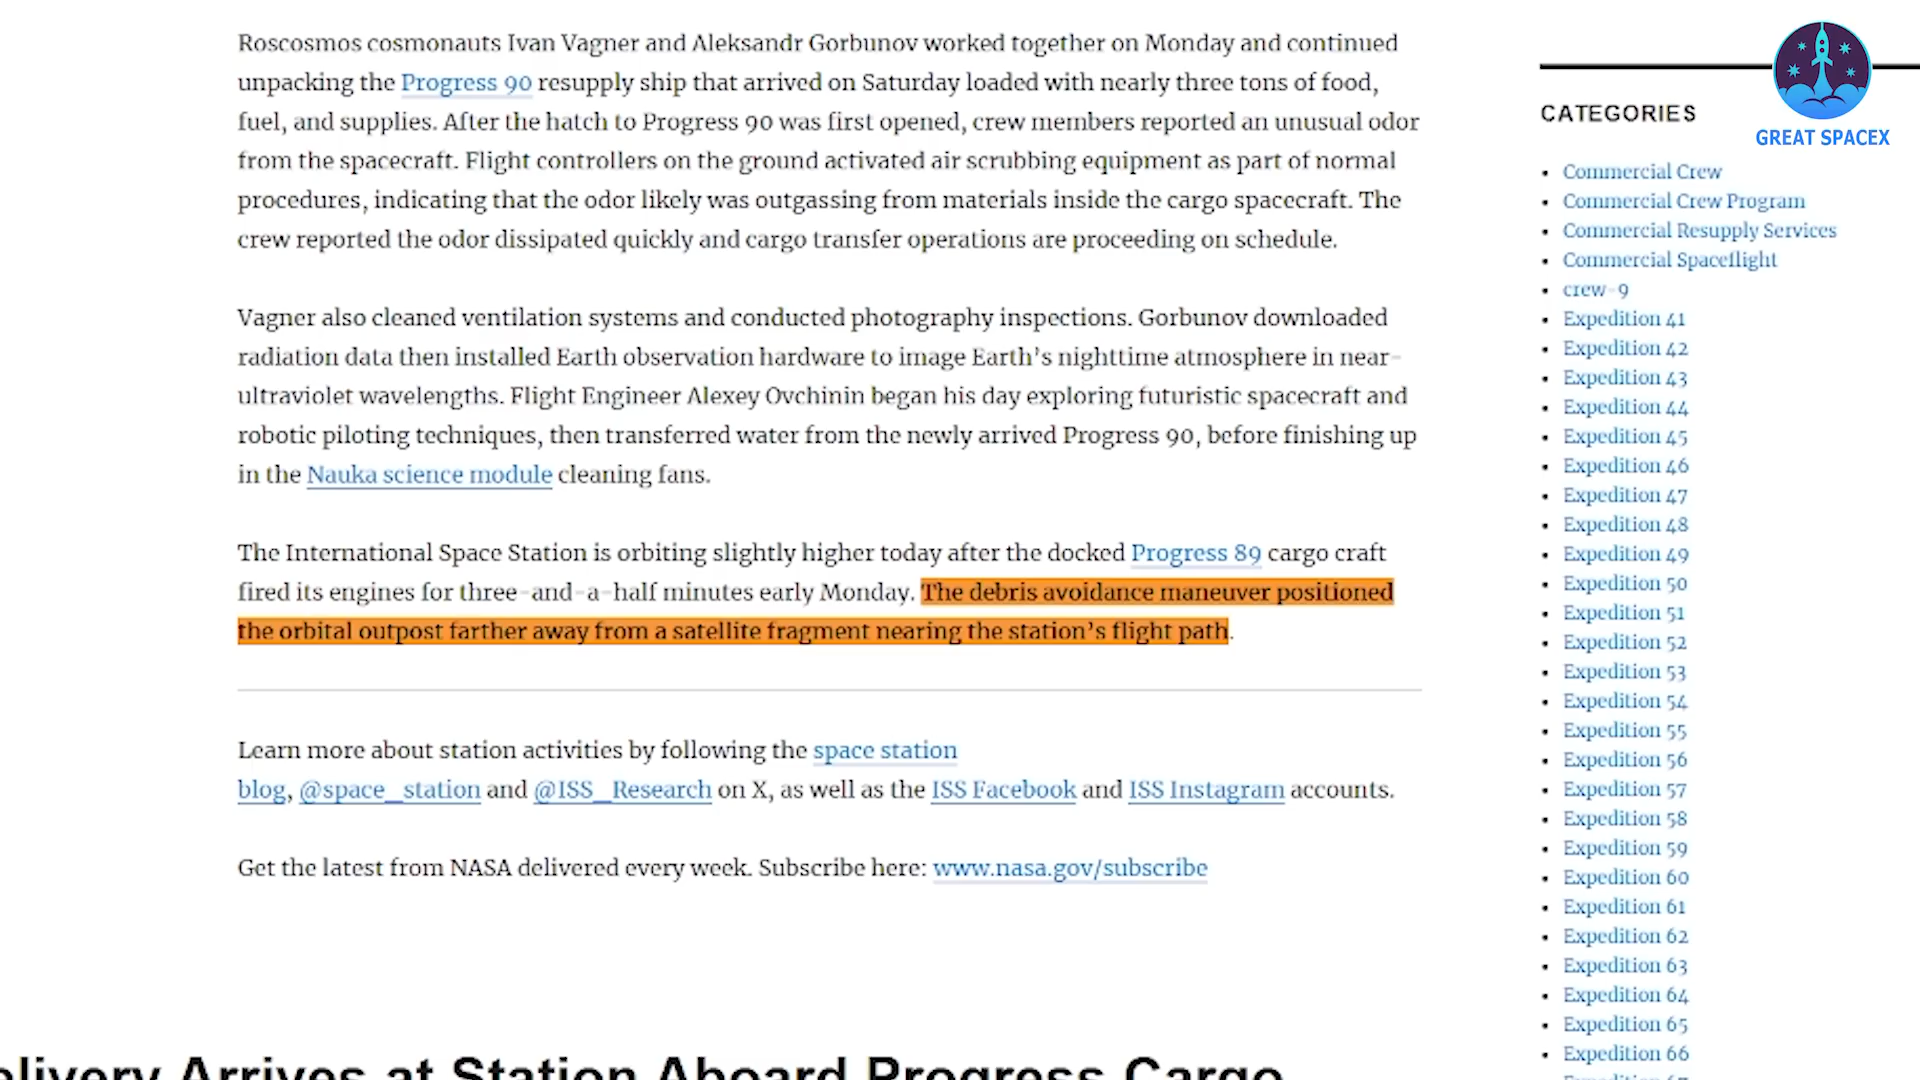 Roscosmos cosmonauts Ivan Vagner and Aleksandr Gorbunov worked together on Monday and continued
unpacking the Progress 90 resupply ship that arrived on Saturday loaded with nearly three tons of food,
fuel, and supplies. After the hatch to Progress 90 was first opened, crew members reported an unusual odor
from the spacecraft. Flight controllers on the ground activated air scrubbing equipment as part of normal
procedures, indicating that the odor likely was outgassing from materials inside the cargo spacecraft. The
crew reported the odor dissipated quickly and cargo transfer operations are proceeding on schedule.
Vagner also cleaned ventilation systems and conducted photography inspections. Gorbunov downloaded
radiation data then installed Earth observation hardware to image Earth's nighttime atmosphere in near-
ultraviolet wavelengths. Flight Engineer Alexey Ovchinin began his day exploring futuristic spacecraft and
robotic piloting techniques, then transferred water from the newly arrived Progress 90, before finishing up
in the Nauka science module cleaning fans.
The International Space Station is orbiting slightly higher today after the docked Progress 89 cargo craft
fired its engines for three-and-a-half minutes early Monday. The debris avoidance maneuver positioned
the orbital outpost farther away from a satellite fragment nearing the station's flight path.
Learn more about station activities by following the space station
blog, @space_station and @ISS_Research on X, as well as the ISS Facebook and ISS Instagram accounts.
Get the latest from NASA delivered every week. Subscribe here: www.nasa.gov/subscribe
Arrives at Station Aboard Progress Cargo
GREAT SPACEX
CATEGORIES
Commercial Crew
Commercial Crew Program
Commercial Resupply Services
Commercial Spaceflight
crew-9
Expedition 41
Expedition 42
Expedition 43
Expedition 44
Expedition 45
Expedition 46
Expedition 47
Expedition 48
Expedition 49
Expedition 50
Expedition 51
Expedition 52
Expedition 53
Expedition 54
Expedition 55
Expedition 56
Expedition 57
Expedition 58
Expedition 59
Expedition 60
Expedition 61
Expedition 62
Expedition 63
Expedition 64
Expedition 65
Expedition 66